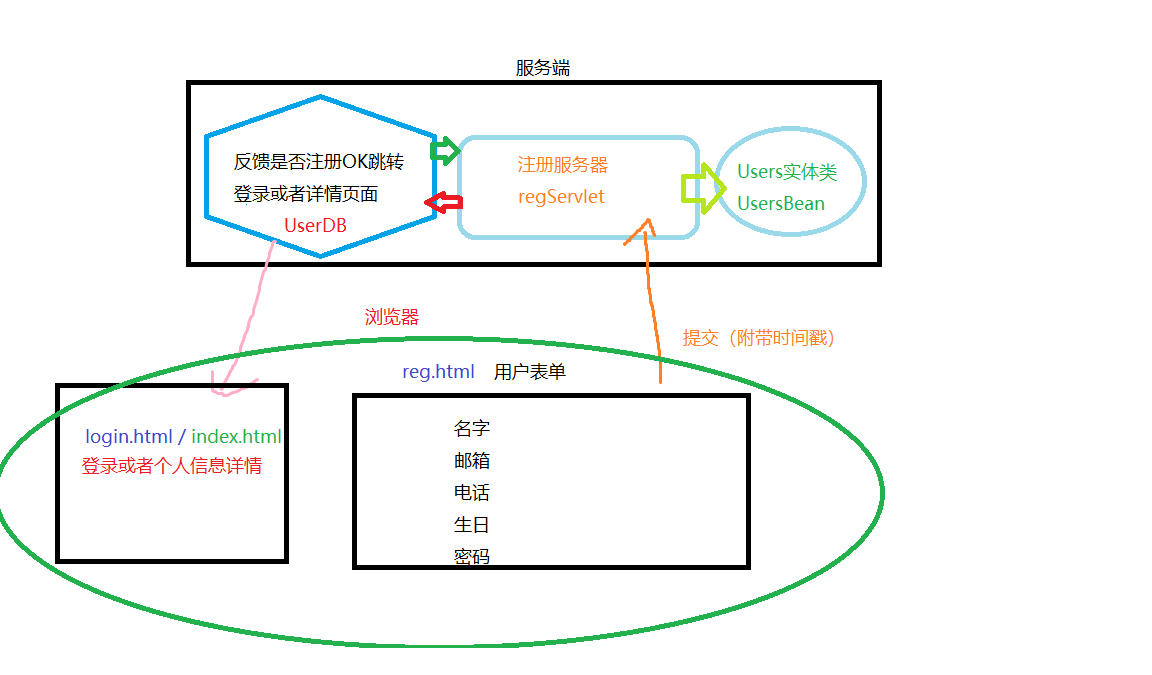 服务端
反馈是否注册OK跳转
登录或者详情页面
UserDB
注册服务器
regServlet
Users实体类
UsersBean
浏览器
提交（附带时间戳）
reg.html 用户表单
login.html / index.html
登录或者个人信息详情
名字
邮箱
电话
生日
密码